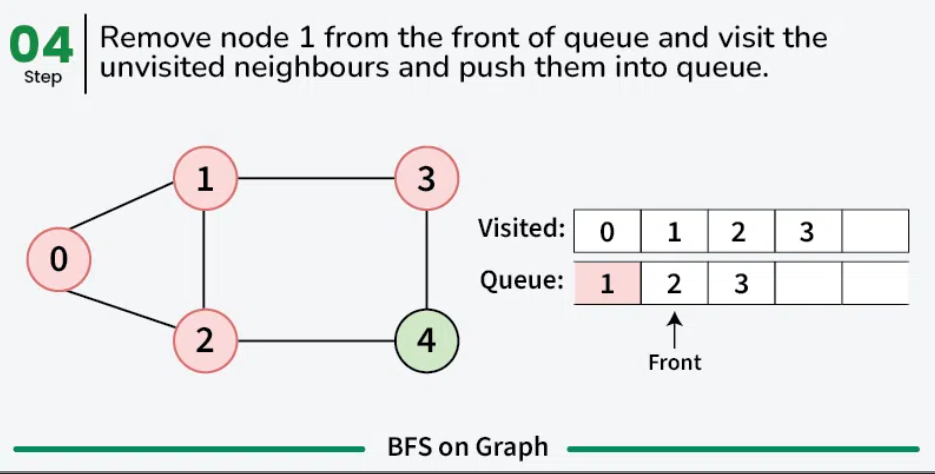 04
Step
Remove node 1 from the front of queue and visit the
unvisited neighbours and push them into queue.
1
3
0
2
4
Visited: 0 1 2 3
Queue: 1 2 3
Front
BFS on Graph